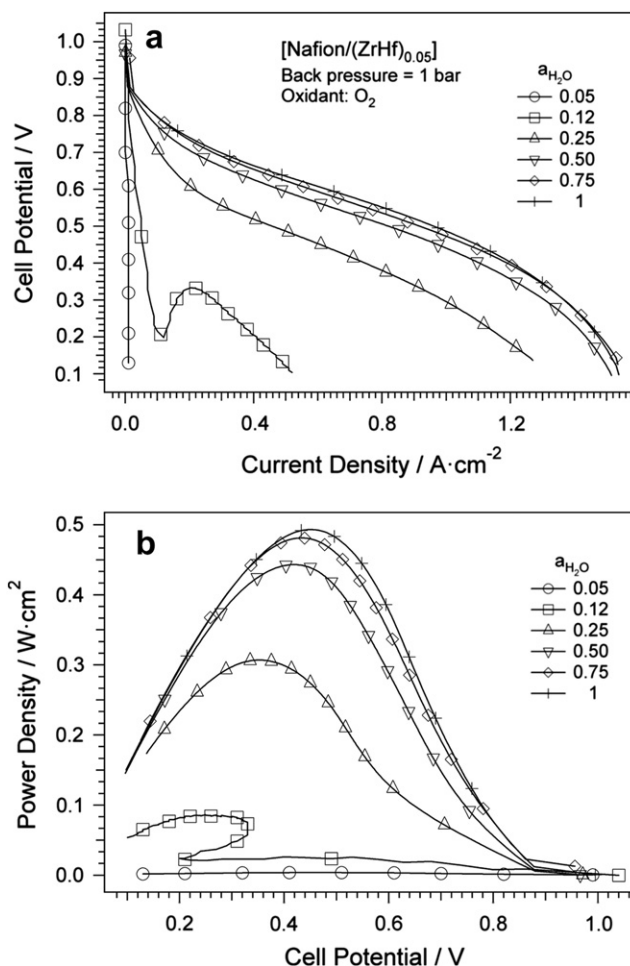 a
[Nafion/(ZrHf)0.05]
Back pressure = 1 bar
Oxidant: O2
aH2O
0.05
0.12
0.25
0.50
0.75
1
1.0
0.9
0.8
0.7
0.6
0.5
0.4
0.3
0.2
0.1
Cell Potential / V
0.0 0.4 0.8 1.2
Current Density / A·cm-2
b
aH2O
0.05
0.12
0.25
0.50
0.75
1
0.5
0.4
0.3
0.2
0.1
0.0
Power Density / W·cm2
0.2 0.4 0.6 0.8 1.0
Cell Potential / V